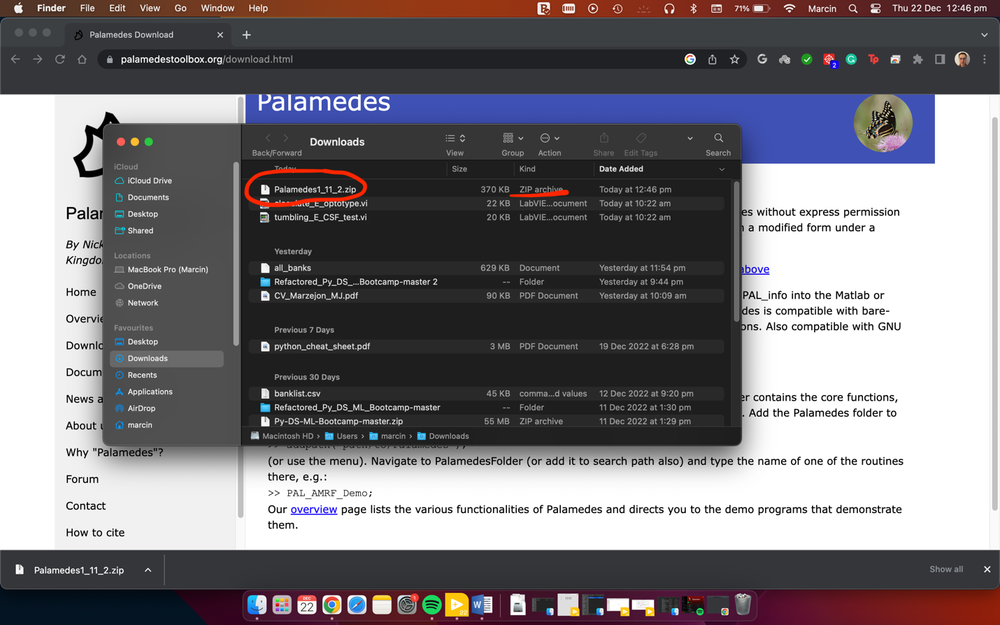 Finder File Edit View Go Window Help 71% Marcin Thu 22 Dec 12:46 pm
Palamedes Download
palamedestoolbox.org/download.html
2
Palamedes
Downloads
Back/Forward View Group Action Share Edit Tags Search
Today Size Kind Date Added
Palamedes1_11_2.zip 370 KB ZIP archive Today at 12:46 pm
22 KB LabVIE...ocument Today at 10:22 am
tumbling_E_CSF_test.vi 20 KB LabVIE...ocument Today at 10:22 am
Yesterday
all_banks 629 KB Document Yesterday at 11:54 pm
Refactored_Py_DS_...Bootcamp-master 2 -- Folder Yesterday at 9:44 pm
CV_Marzejon_MJ.pdf 90 KB PDF Document Yesterday at 10:09 am
Previous 7 Days
python_cheat_sheet.pdf 3 MB PDF Document 19 Dec 2022 at 6:28 pm
Previous 30 Days
banklist.csv 45 KB comma...d values 12 Dec 2022 at 9:20 pm
Refactored_Py_DS_ML_Bootcamp-master -- Folder 11 Dec 2022 at 1:30 pm
Py-DS-ML-Bootcamp-master.zip 55 MB ZIP archive 11 Dec 2022 at 1:29 pm
Macintosh HD › Users › marcin › Downloads
iCloud
iCloud Drive
Documents
Desktop
Shared
Locations
MacBook Pro (Marcin)
OneDrive
Network
Favourites
Desktop
Downloads
Recents
Applications
AirDrop
marcin
Palar
By Nick
Kingdo
Home
Overvie
Downlo
Docum
News a
About u
Why "Palamedes"?
Forum
Contact
How to cite
es without express permission
a modified form under a
above
PAL_info into the Matlab or
des is compatible with bare-
ons. Also compatible with GNU
er contains the core functions,
. Add the Palamedes folder to
(or use the menu). Navigate to PalamedesFolder (or add it to search path also) and type the name of one of the routines
there, e.g.:
>> PAL_AMRF_Demo;
Our overview page lists the various functionalities of Palamedes and directs you to the demo programs that demonstrate
them.
Palamedes1_11_2.zip Show all
DEC
22
1
22